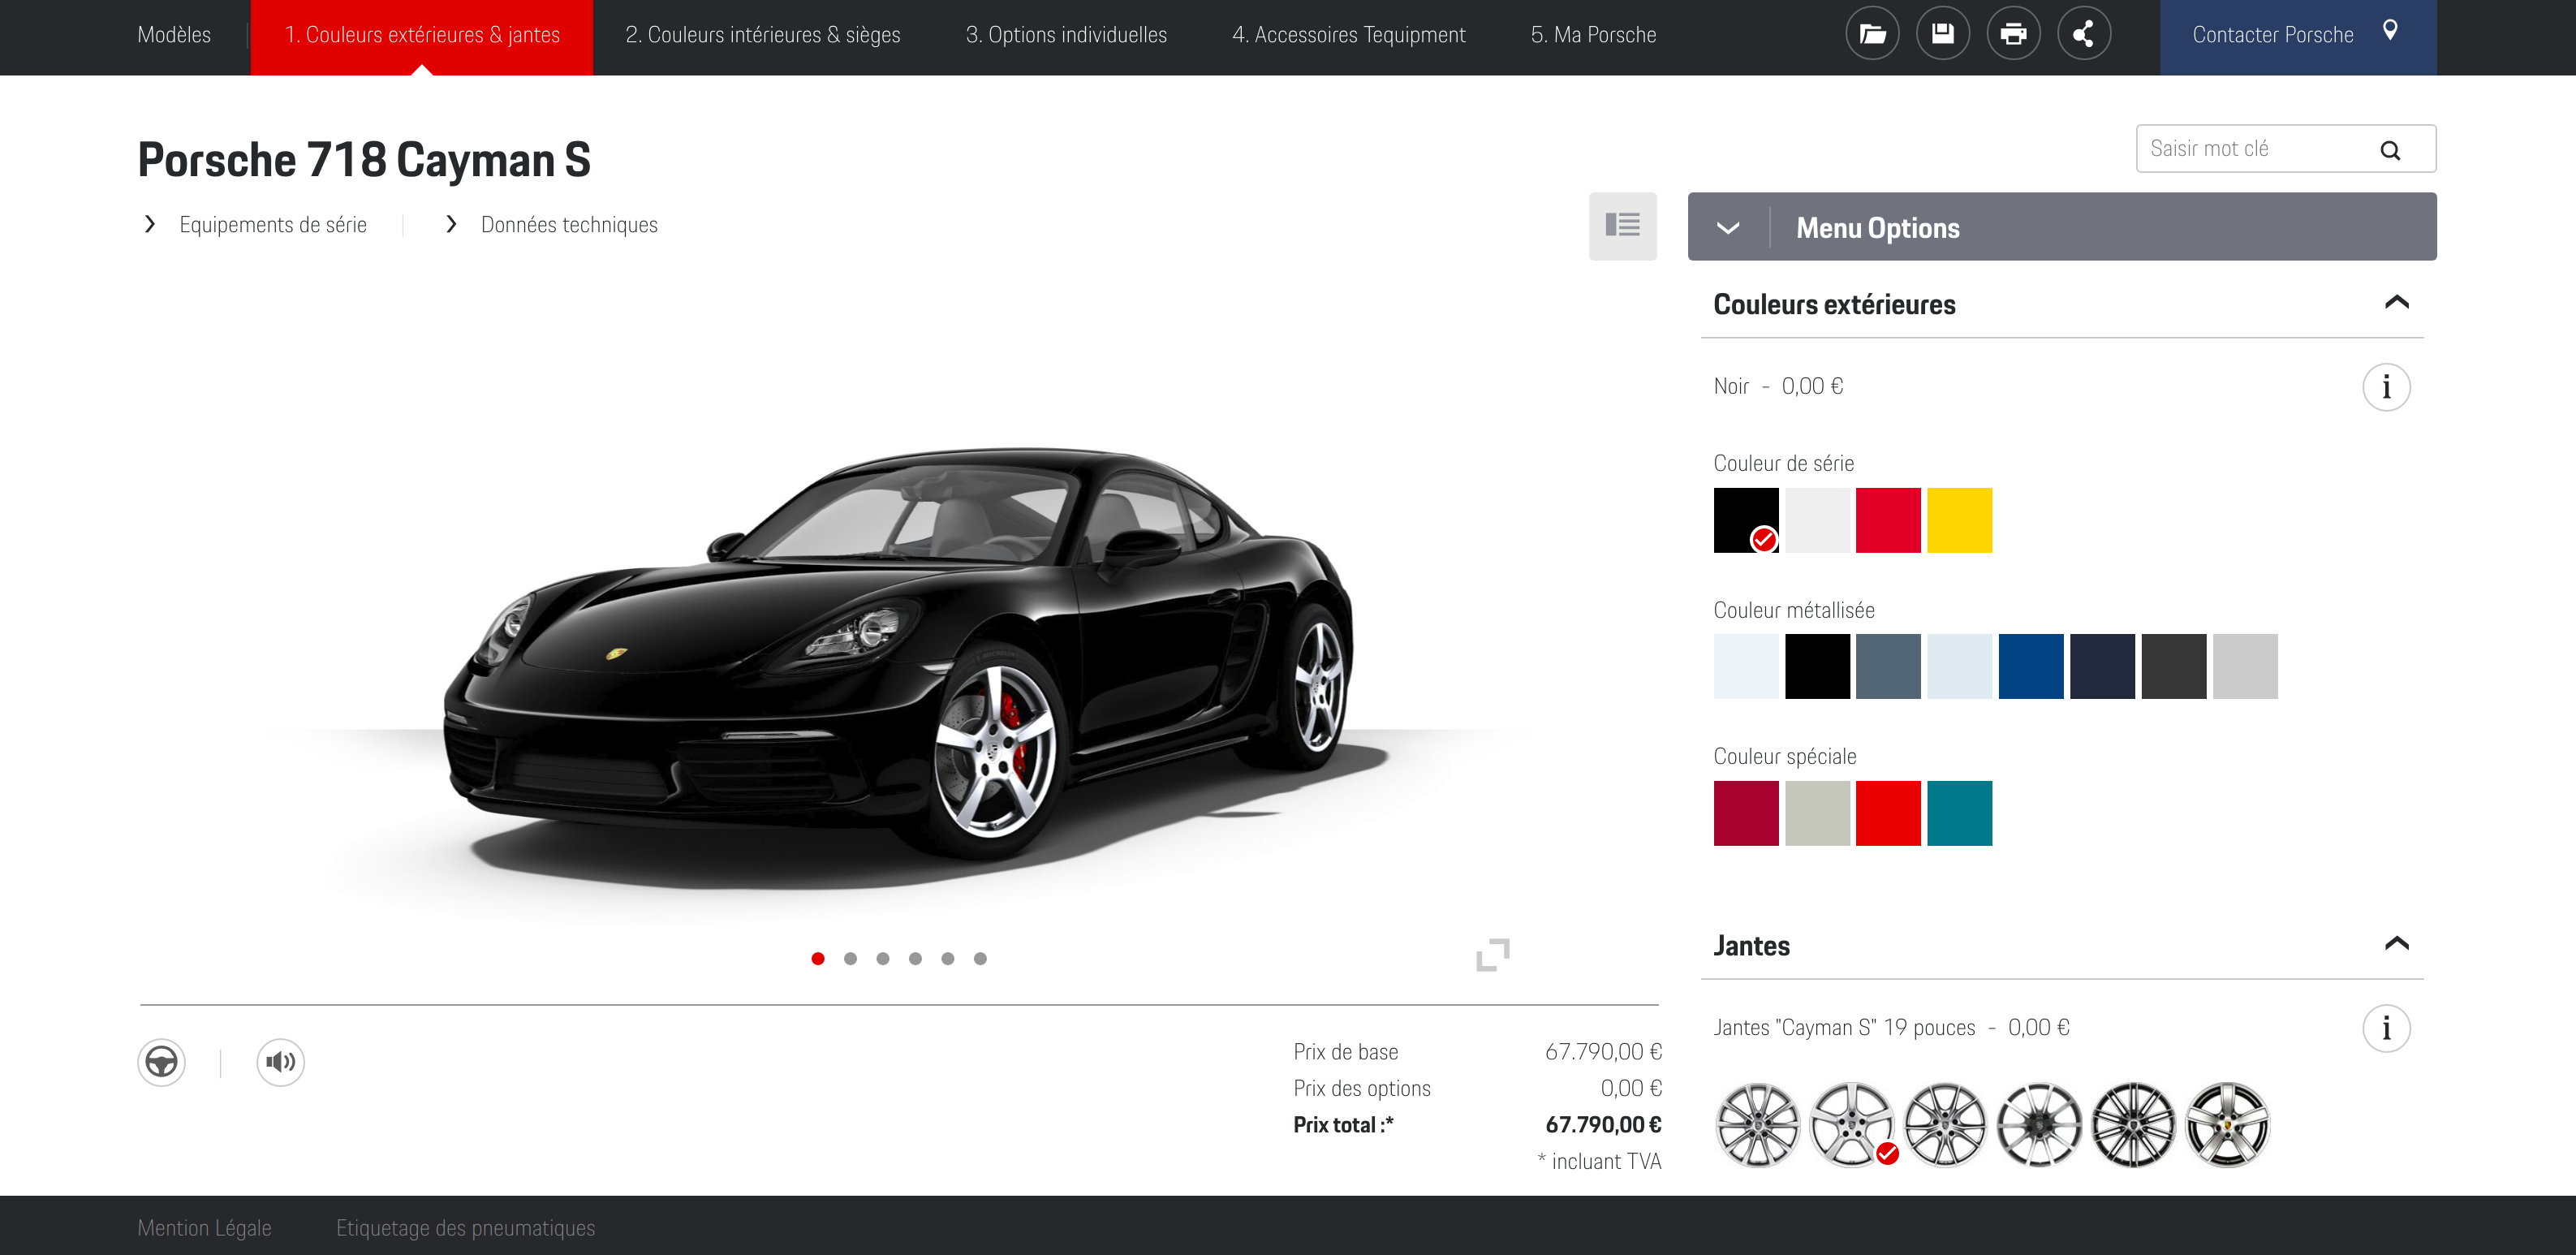 Modèles
1. Couleurs extérieures & jantes
2. Couleurs intérieures & sièges
3. Options individuelles
4. Accessoires Tequipment
5. Ma Porsche
Contacter Porsche
Porsche 718 Cayman S
Saisir mot clé
Equipements de série
Données techniques
Menu Options
Couleurs extérieures
Noir - 0,00 €
Couleur de série
Couleur métallisée
Couleur spéciale
Jantes
Jantes "Cayman S" 19 pouces - 0,00 €
Prix de base 67.790,00 €
Prix des options 0,00 €
Prix total :* 67.790,00 €
* incluant TVA
Mention Légale
Etiquetage des pneumatiques